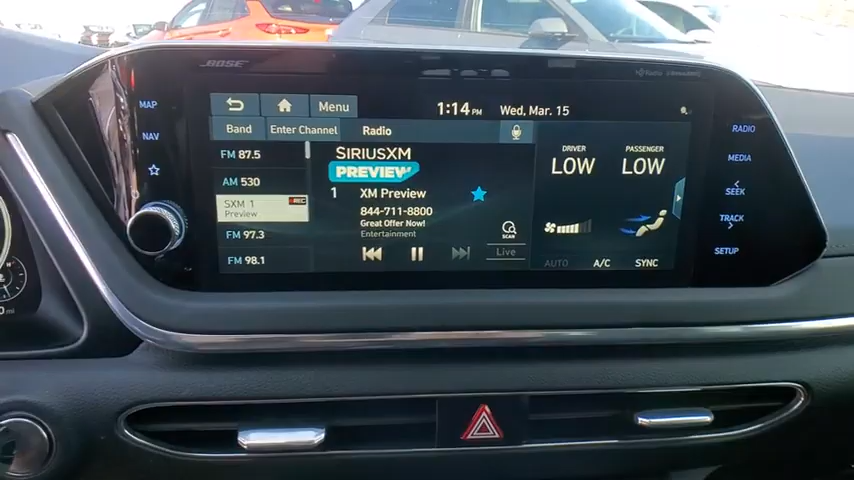 BOSE
Menu
1:14 PM
Wed, Mar. 15
MAP
NAV
Band
Enter Channel
Radio
FM 87.5
AM 530
SXM 1
Preview
REC
FM 97.3
FM 98.1
SIRIUSXM
PREVIEW
1 XM Preview
844-711-8800
Great Offer Now!
Entertainment
SCAN
Live
DRIVER
LOW
PASSENGER
LOW
AUTO
A/C
SYNC
RADIO
MEDIA
SEEK
TRACK
SETUP